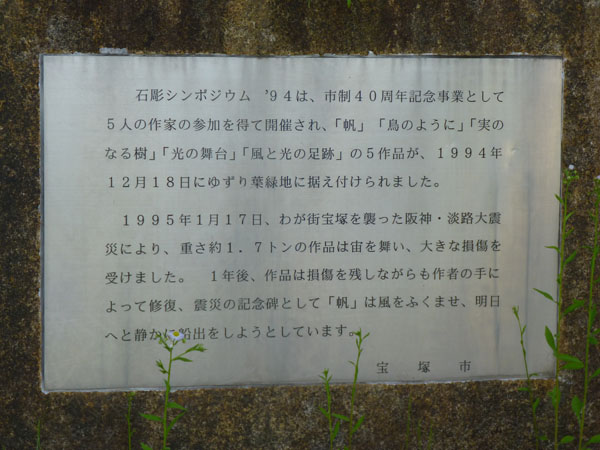 石彫シンポジウム　’９４は、市制４０周年記念事業として
５人の作家の参加を得て開催され、「帆」「鳥のように」「実の
なる樹」「光の舞台」「風と光の足跡」の５作品が、１９９４年
１２月１８日にゆずり葉緑地に据え付けられました。
１９９５年１月１７日、わが街宝塚を襲った阪神・淡路大震
災により、重さ約１．７トンの作品は宙を舞い、大きな損傷を
受けました。　１年後、作品は損傷を残しながらも作者の手に
よって修復、震災の記念碑として「帆」は風をふくませ、明日
へと静かに船出をしようとしています。
宝　塚　市